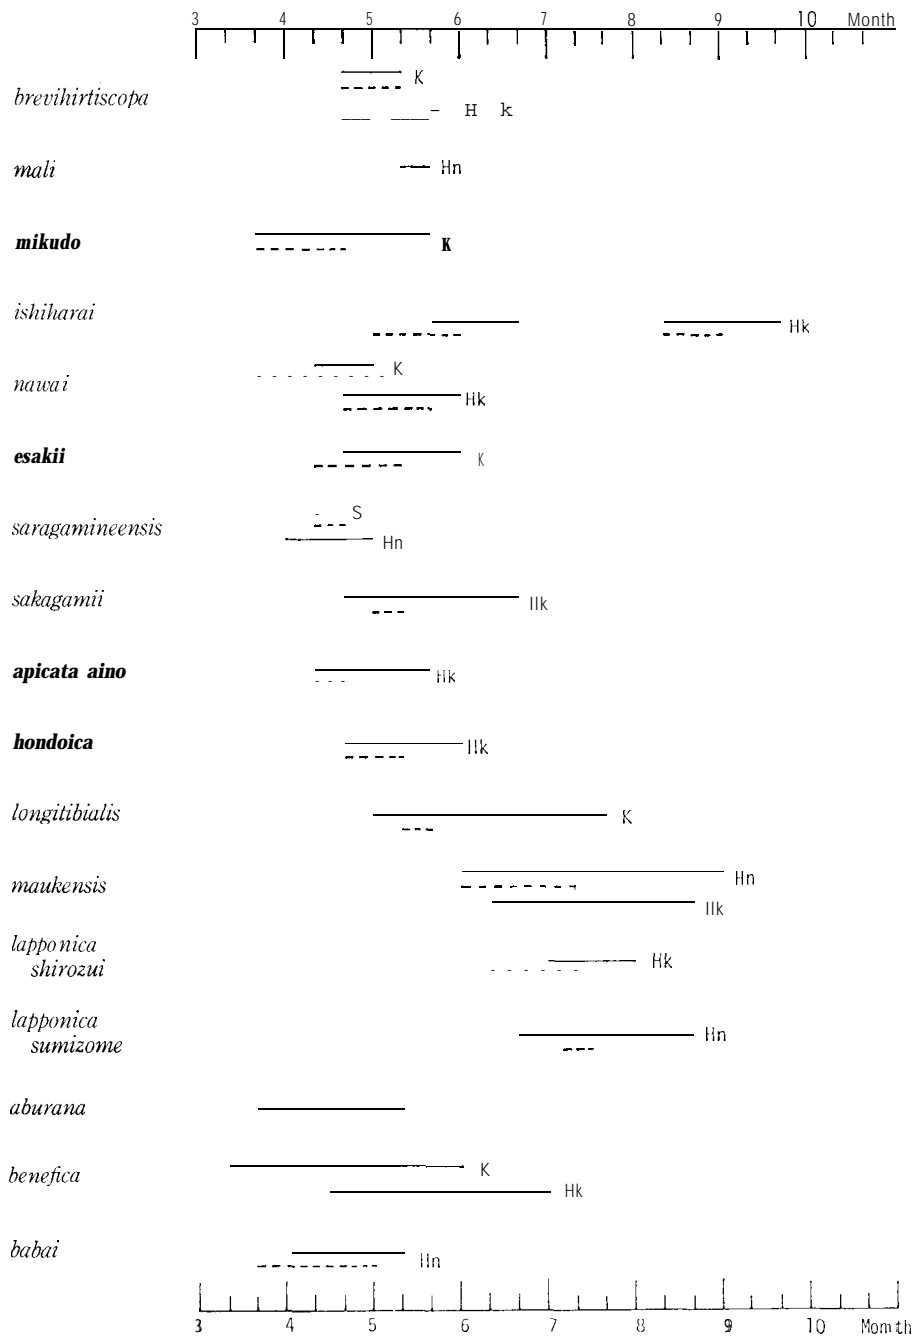 3 4 5 6 7 8 9 10 Month
K
brevihirtiscopa
H k
mali Hn
mikudo K
ishiharai Hk
nawai K
Hk
esakii K
saragamineensis S
Hn
sakagamii Hk
apicata aino Hk
hondoica Hk
longitibialis K
maukensis Hn
Hk
lapponica
shirozui Hk
lapponica
sumizome Hn
aburana
benefica K
Hk
babai Hn
3 4 5 6 7 8 9 10 Month